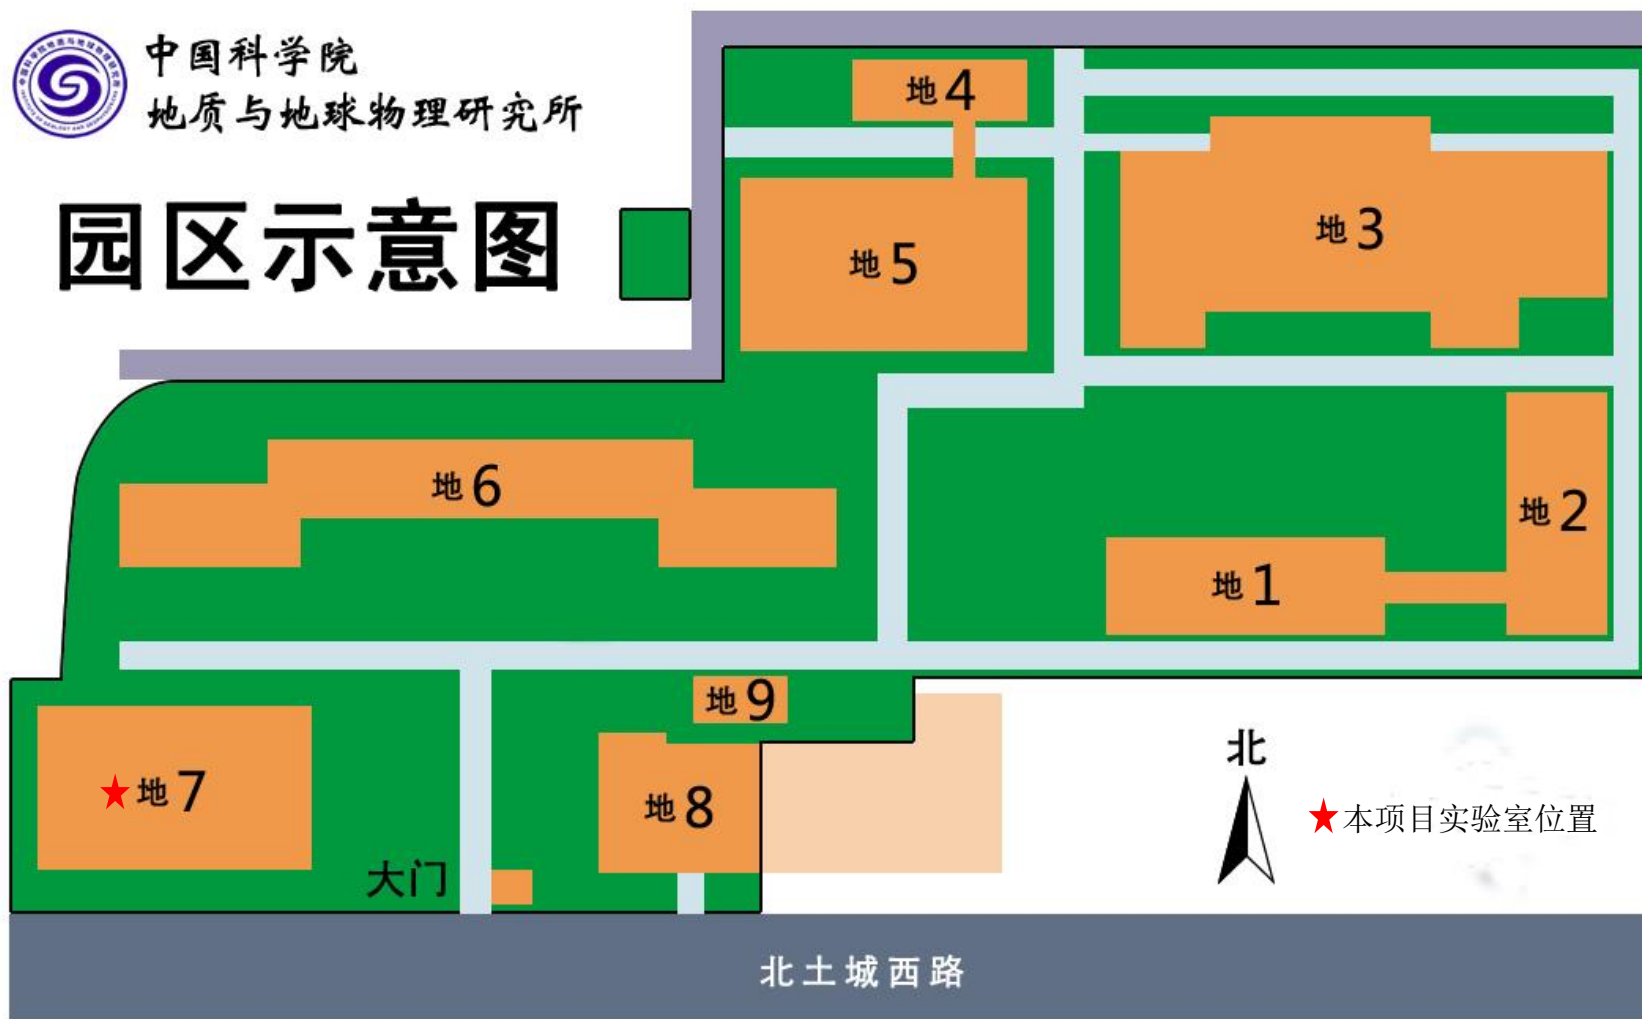 中国科学院
地质与地球物理研究所
园区示意图
地4
地5
地3
地6
地2
地1
地9
地7
地8
大门
北
★本项目实验室位置
北土城西路